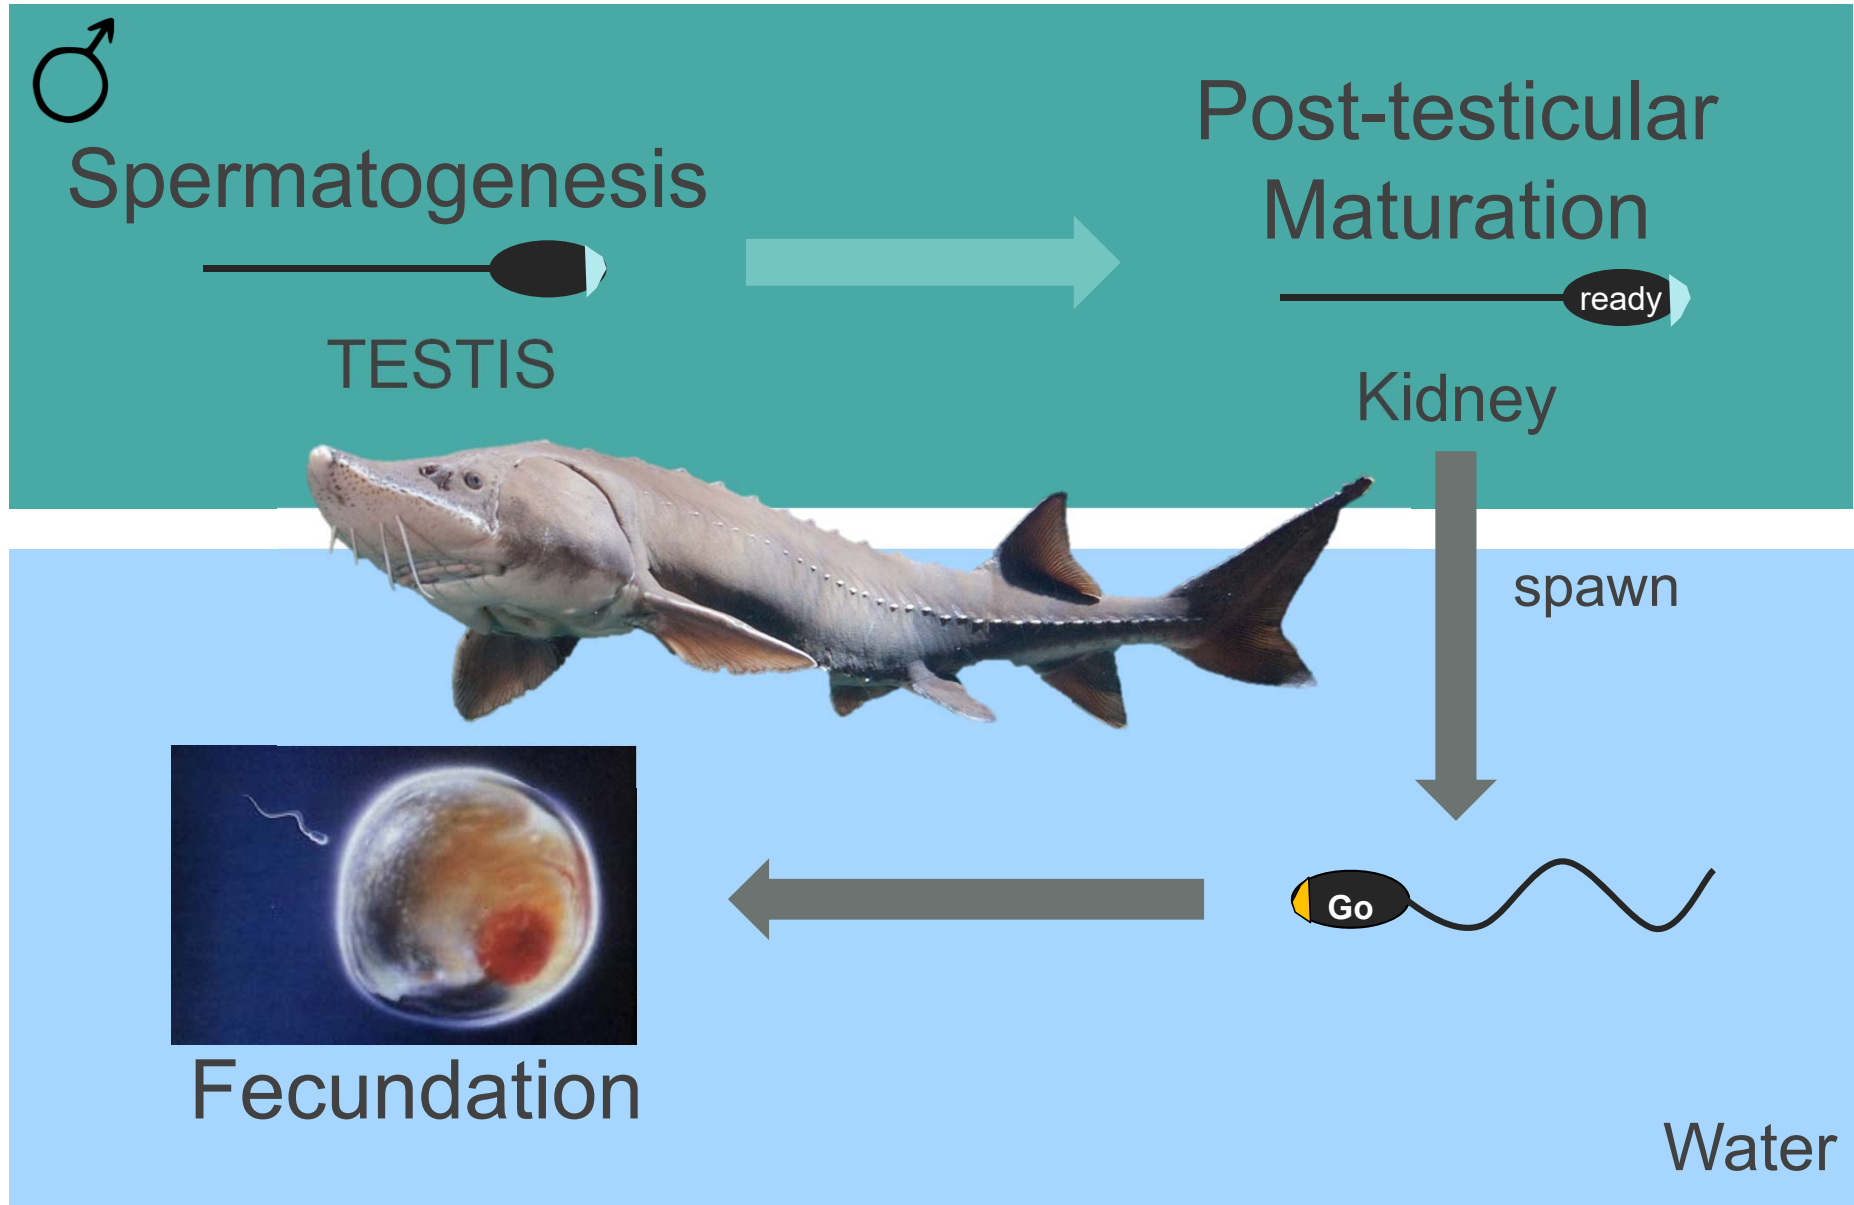 Spermatogenesis
TESTIS
Post-testicular
Maturation
ready
Kidney
spawn
Go
Fecundation
Water